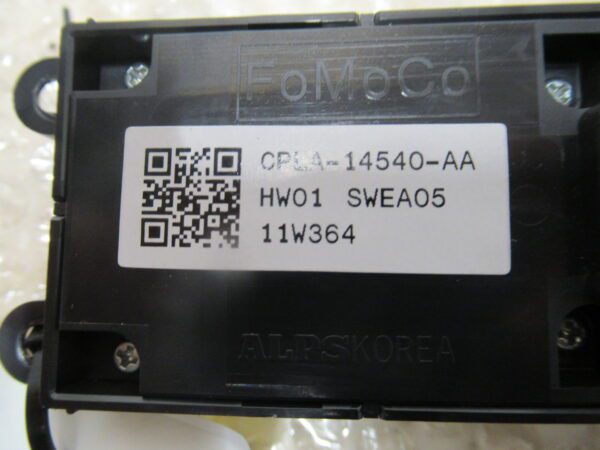 FoMoCo
CPLA-14540-AA
HW01 SWEA05
11W364
ALPSKOREA